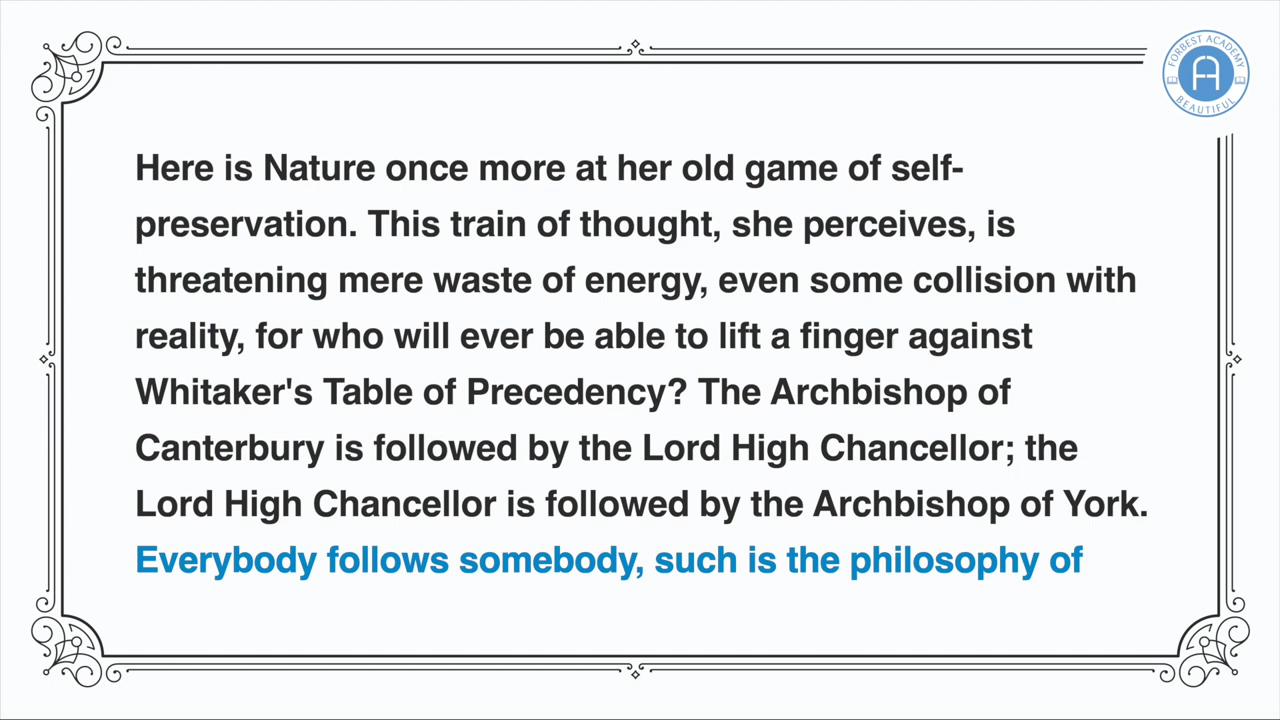 FORBEST ACADEMY
A
BEAUTIFUL
Here is Nature once more at her old game of self-
preservation. This train of thought, she perceives, is
threatening mere waste of energy, even some collision with
reality, for who will ever be able to lift a finger against
Whitaker's Table of Precedency? The Archbishop of
Canterbury is followed by the Lord High Chancellor; the
Lord High Chancellor is followed by the Archbishop of York.
Everybody follows somebody, such is the philosophy of